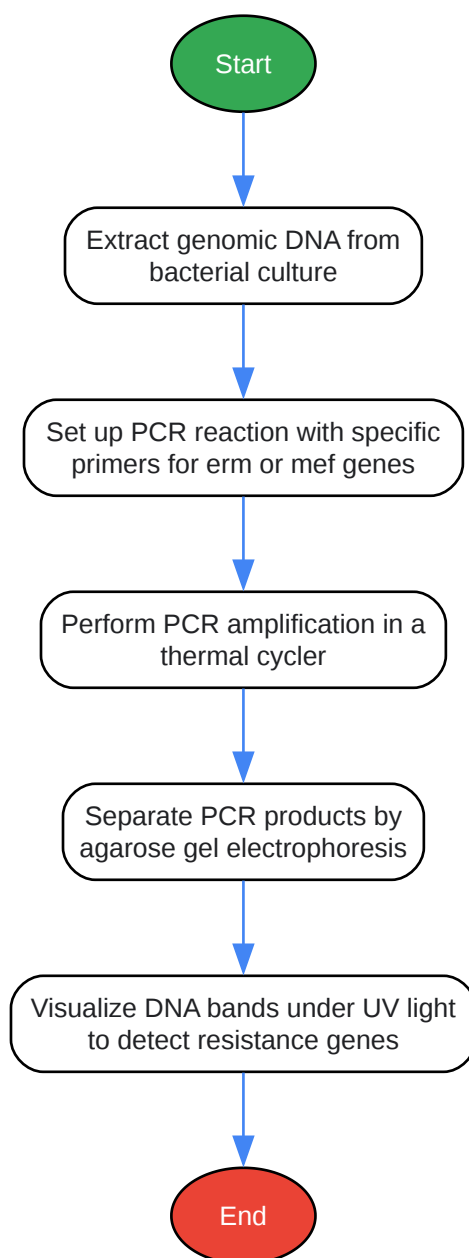 Start
Extract genomic DNA from
bacterial culture
Set up PCR reaction with specific
primers for erm or mef genes
Perform PCR amplification in a
thermal cycler
Separate PCR products by
agarose gel electrophoresis
Visualize DNA bands under UV light
to detect resistance genes
End